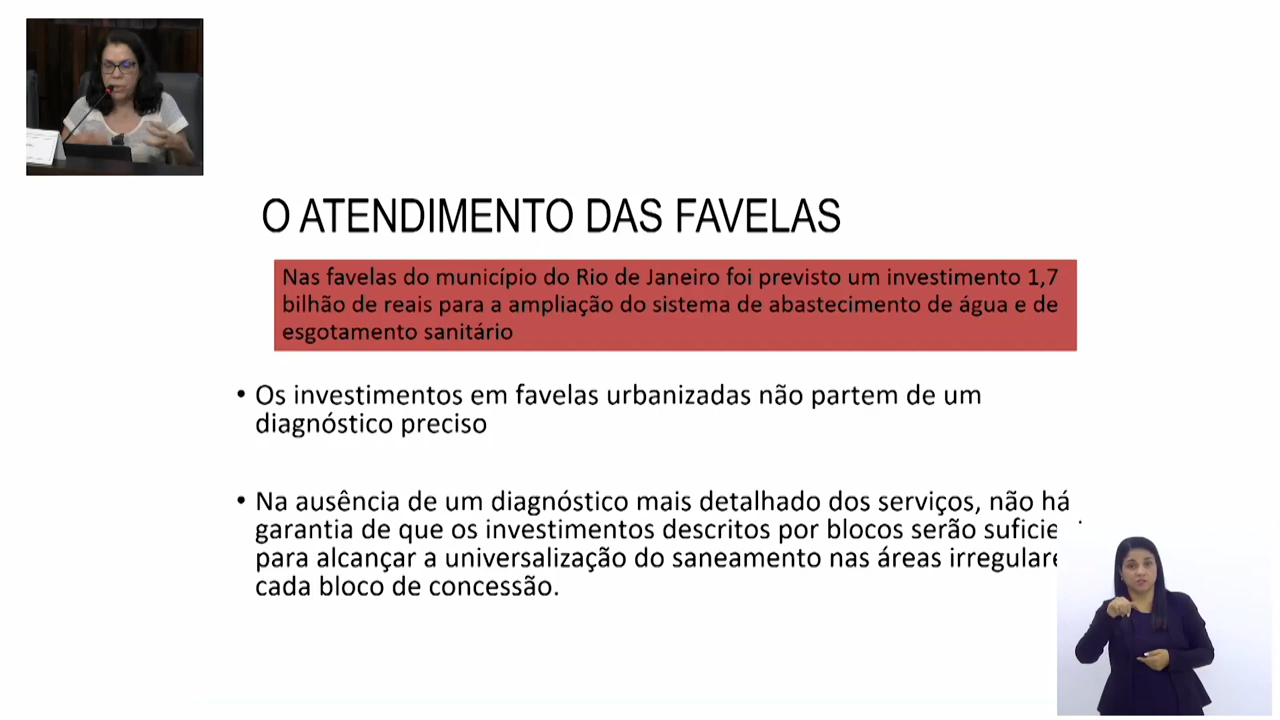 O ATENDIMENTO DAS FAVELAS
Nas favelas do município do Rio de Janeiro foi previsto um investimento 1,7
bilhão de reais para a ampliação do sistema de abastecimento de água e de
esgotamento sanitário
• Os investimentos em favelas urbanizadas não partem de um
diagnóstico preciso
• Na ausência de um diagnóstico mais detalhado dos serviços, não há
garantia de que os investimentos descritos por blocos serão suficie
para alcançar a universalização do saneamento nas áreas irregulare
cada bloco de concessão.